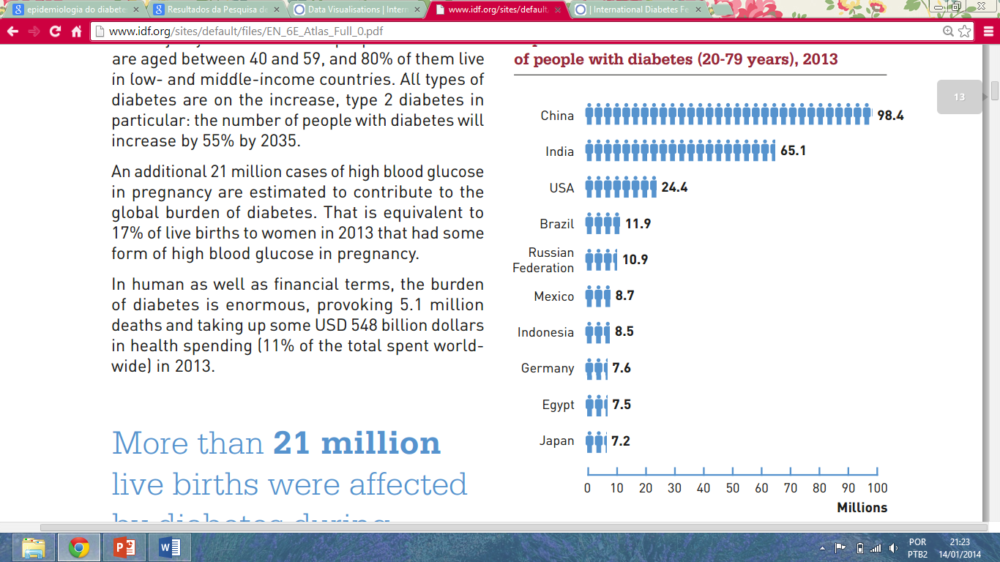 epidemiologia do diabete
Resultados da Pesquisa de
Data Visualisations | Intern
www.idf.org/sites/default
| International Diabetes Fe
www.idf.org/sites/default/files/EN_6E_Atlas_Full_0.pdf
are aged between 40 and 59, and 80% of them live
in low- and middle-income countries. All types of
diabetes are on the increase, type 2 diabetes in
particular: the number of people with diabetes will
increase by 55% by 2035.
An additional 21 million cases of high blood glucose
in pregnancy are estimated to contribute to the
global burden of diabetes. That is equivalent to
17% of live births to women in 2013 that had some
form of high blood glucose in pregnancy.
In human as well as financial terms, the burden
of diabetes is enormous, provoking 5.1 million
deaths and taking up some USD 548 billion dollars
in health spending (11% of the total spent world-
wide) in 2013.
More than 21 million
live births were affected
by diabetes during
of people with diabetes (20-79 years), 2013
13
China 98.4
India 65.1
USA 24.4
Brazil 11.9
Russian
Federation 10.9
Mexico 8.7
Indonesia 8.5
Germany 7.6
Egypt 7.5
Japan 7.2
0 10 20 30 40 50 60 70 80 90 100
Millions
POR
PTB2
21:23
14/01/2014